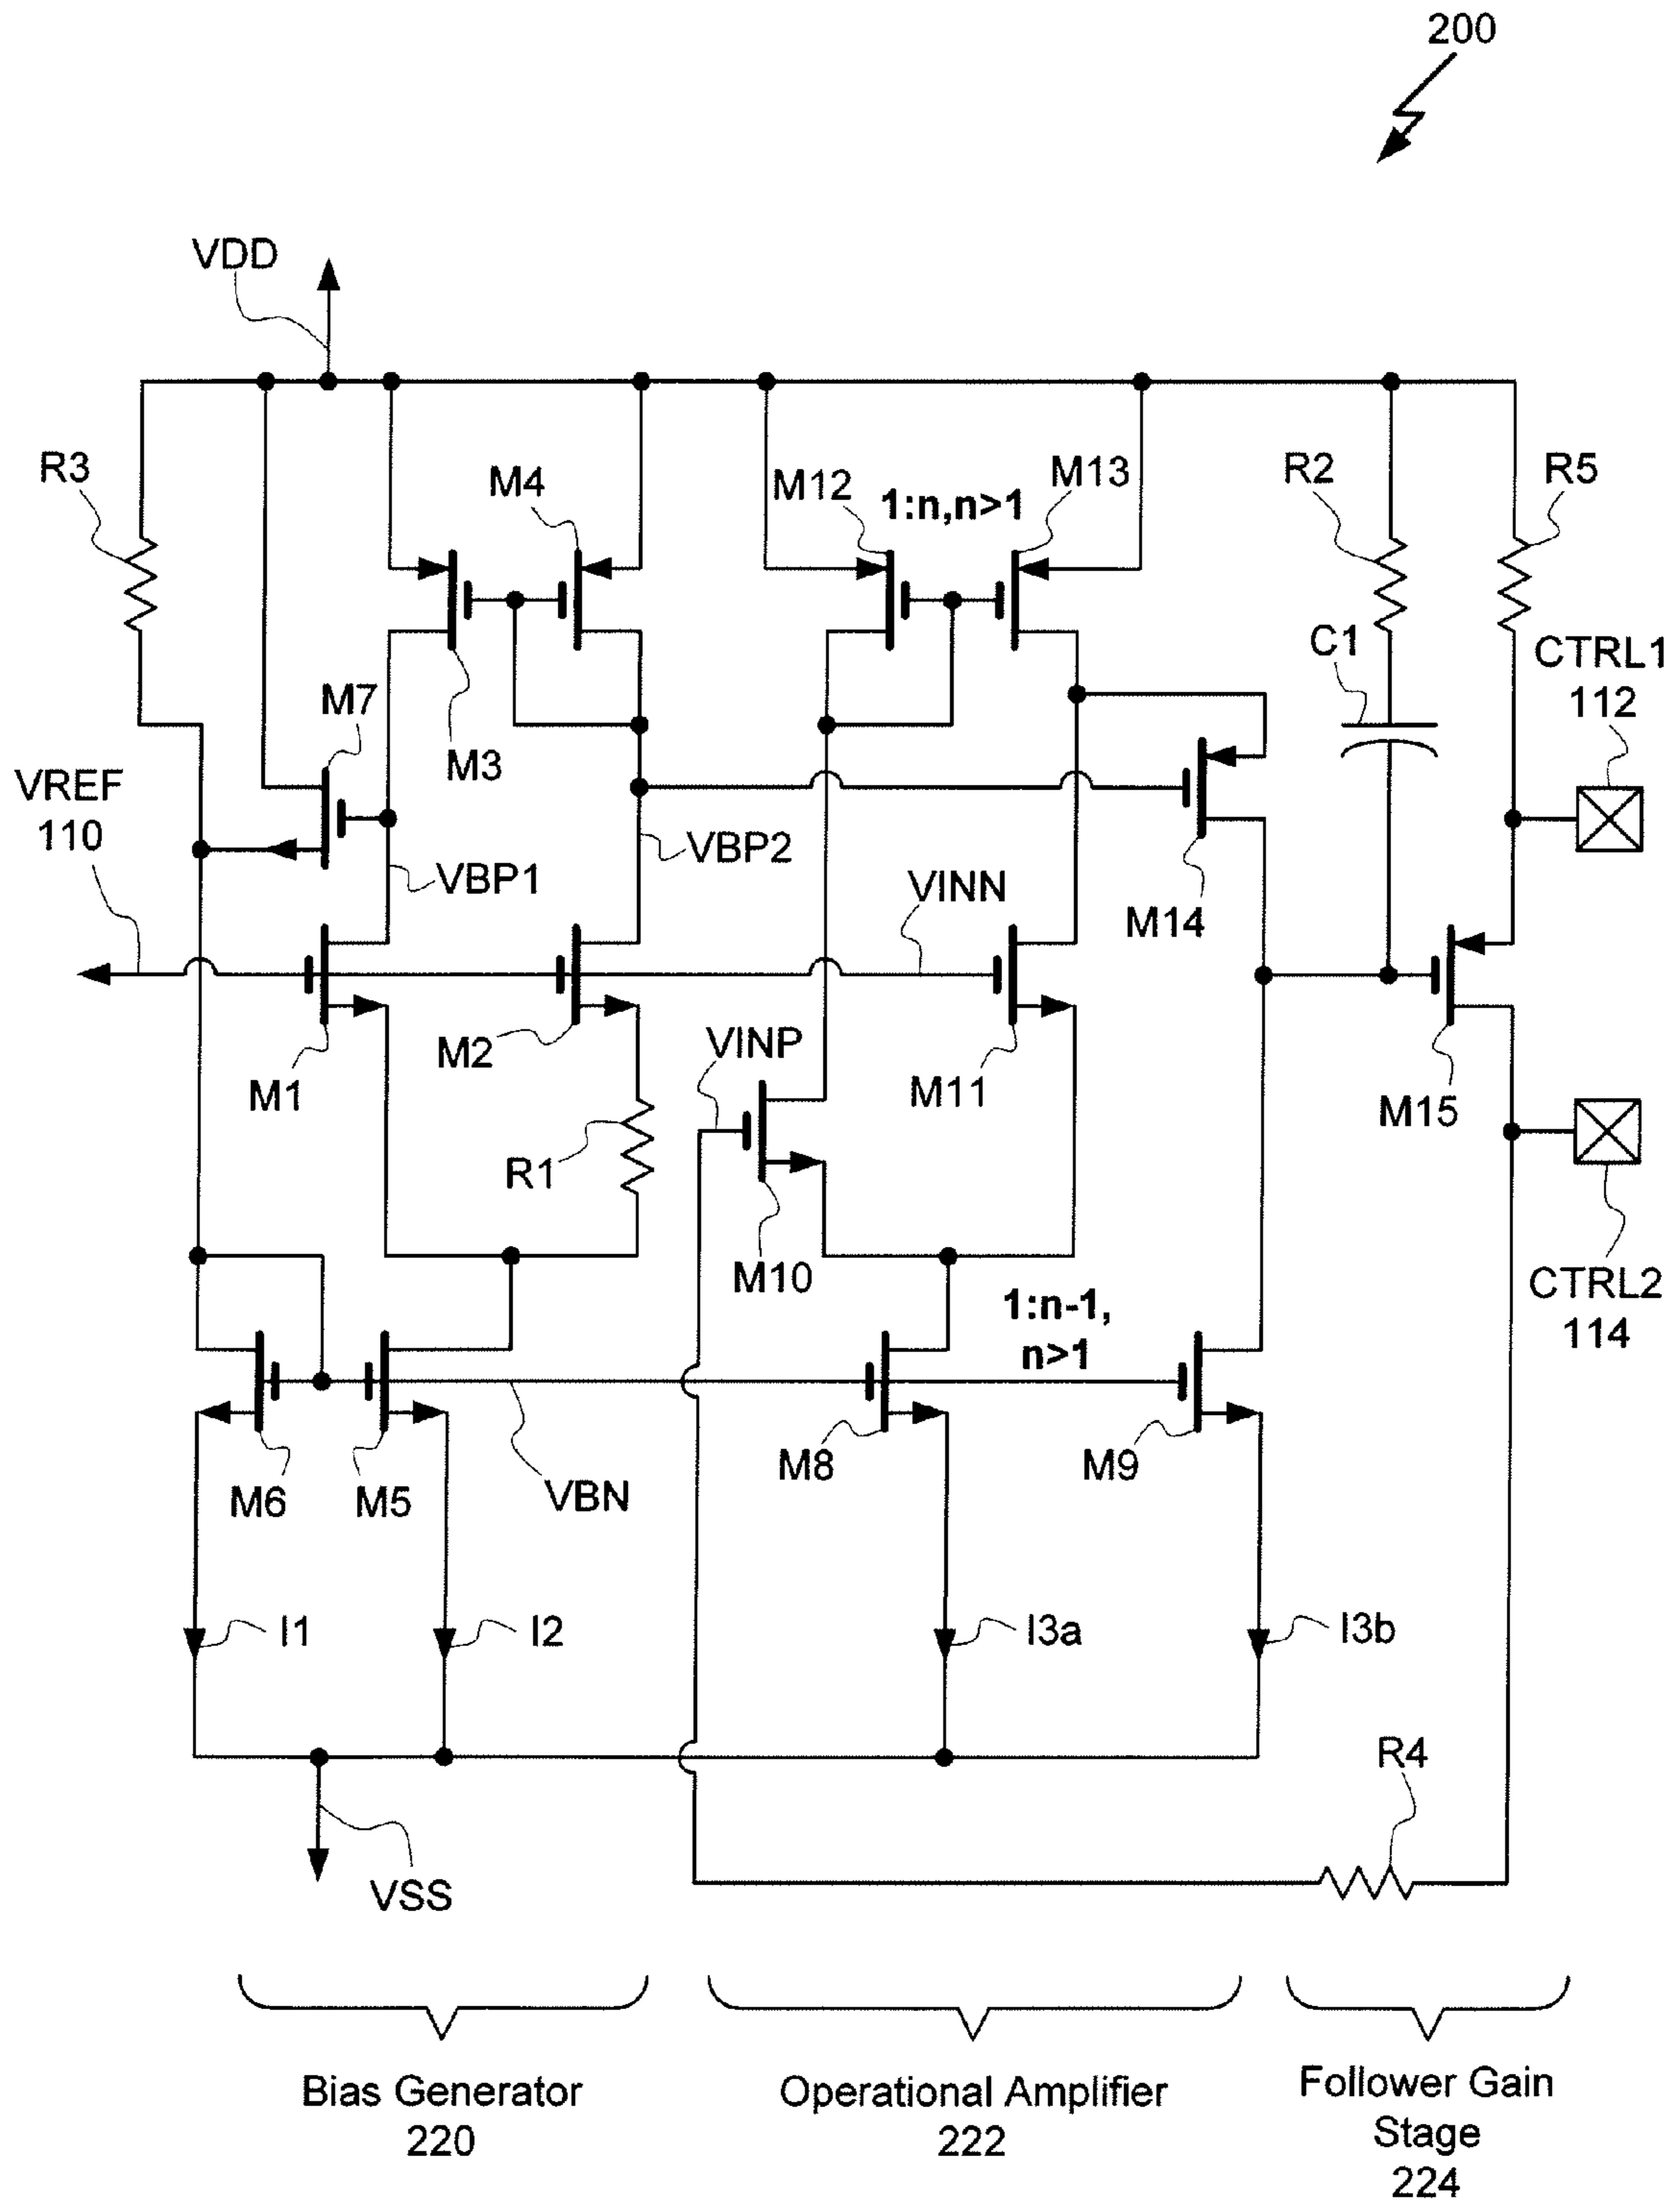 200
VDD
R3
M4
M12
1:n,n>1
M13
R2
R5
C1
CTRL1
112
M7
M3
VREF
110
VBP1
VBP2
VINN
M14
M1
M2
VINP
M11
M15
R1
M10
1:n-1,
n>1
CTRL2
114
M6
M5
VBN
M8
M9
I1
I2
I3a
I3b
R4
VSS
Bias Generator
220
Operational Amplifier
222
Follower Gain
Stage
224